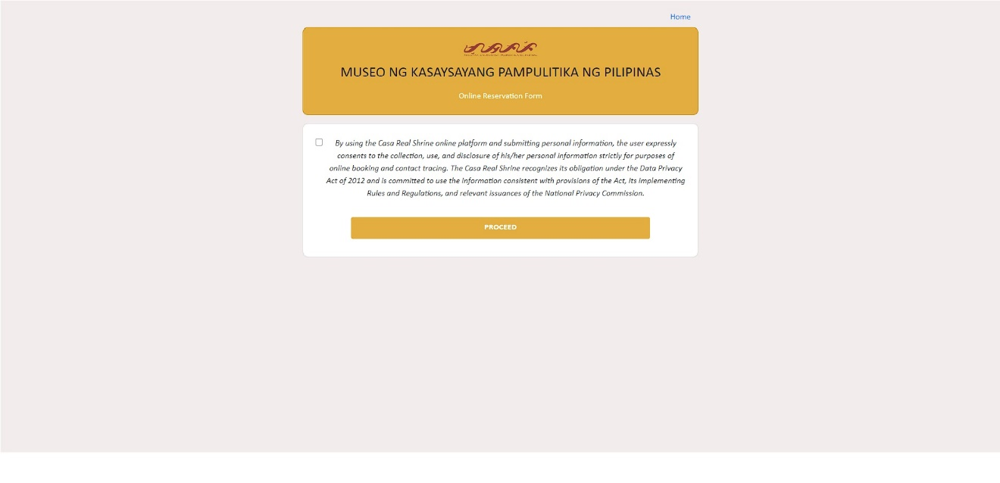 Home
MUSEO NG KASAYSAYANG PAMPULITIKA NG PILIPINAS
Online Reservation Form
By using the Casa Real Shrine online platform and submitting personal information, the user expressly
consents to the collection, use, and disclosure of his/her personal information strictly for purposes of
online booking and contact tracing. The Casa Real Shrine recognizes its obligation under the Data Privacy
Act of 2012 and is committed to use the information consistent with provisions of the Act, its implementing
Rules and Regulations, and relevant issuances of the National Privacy Commission.
PROCEED